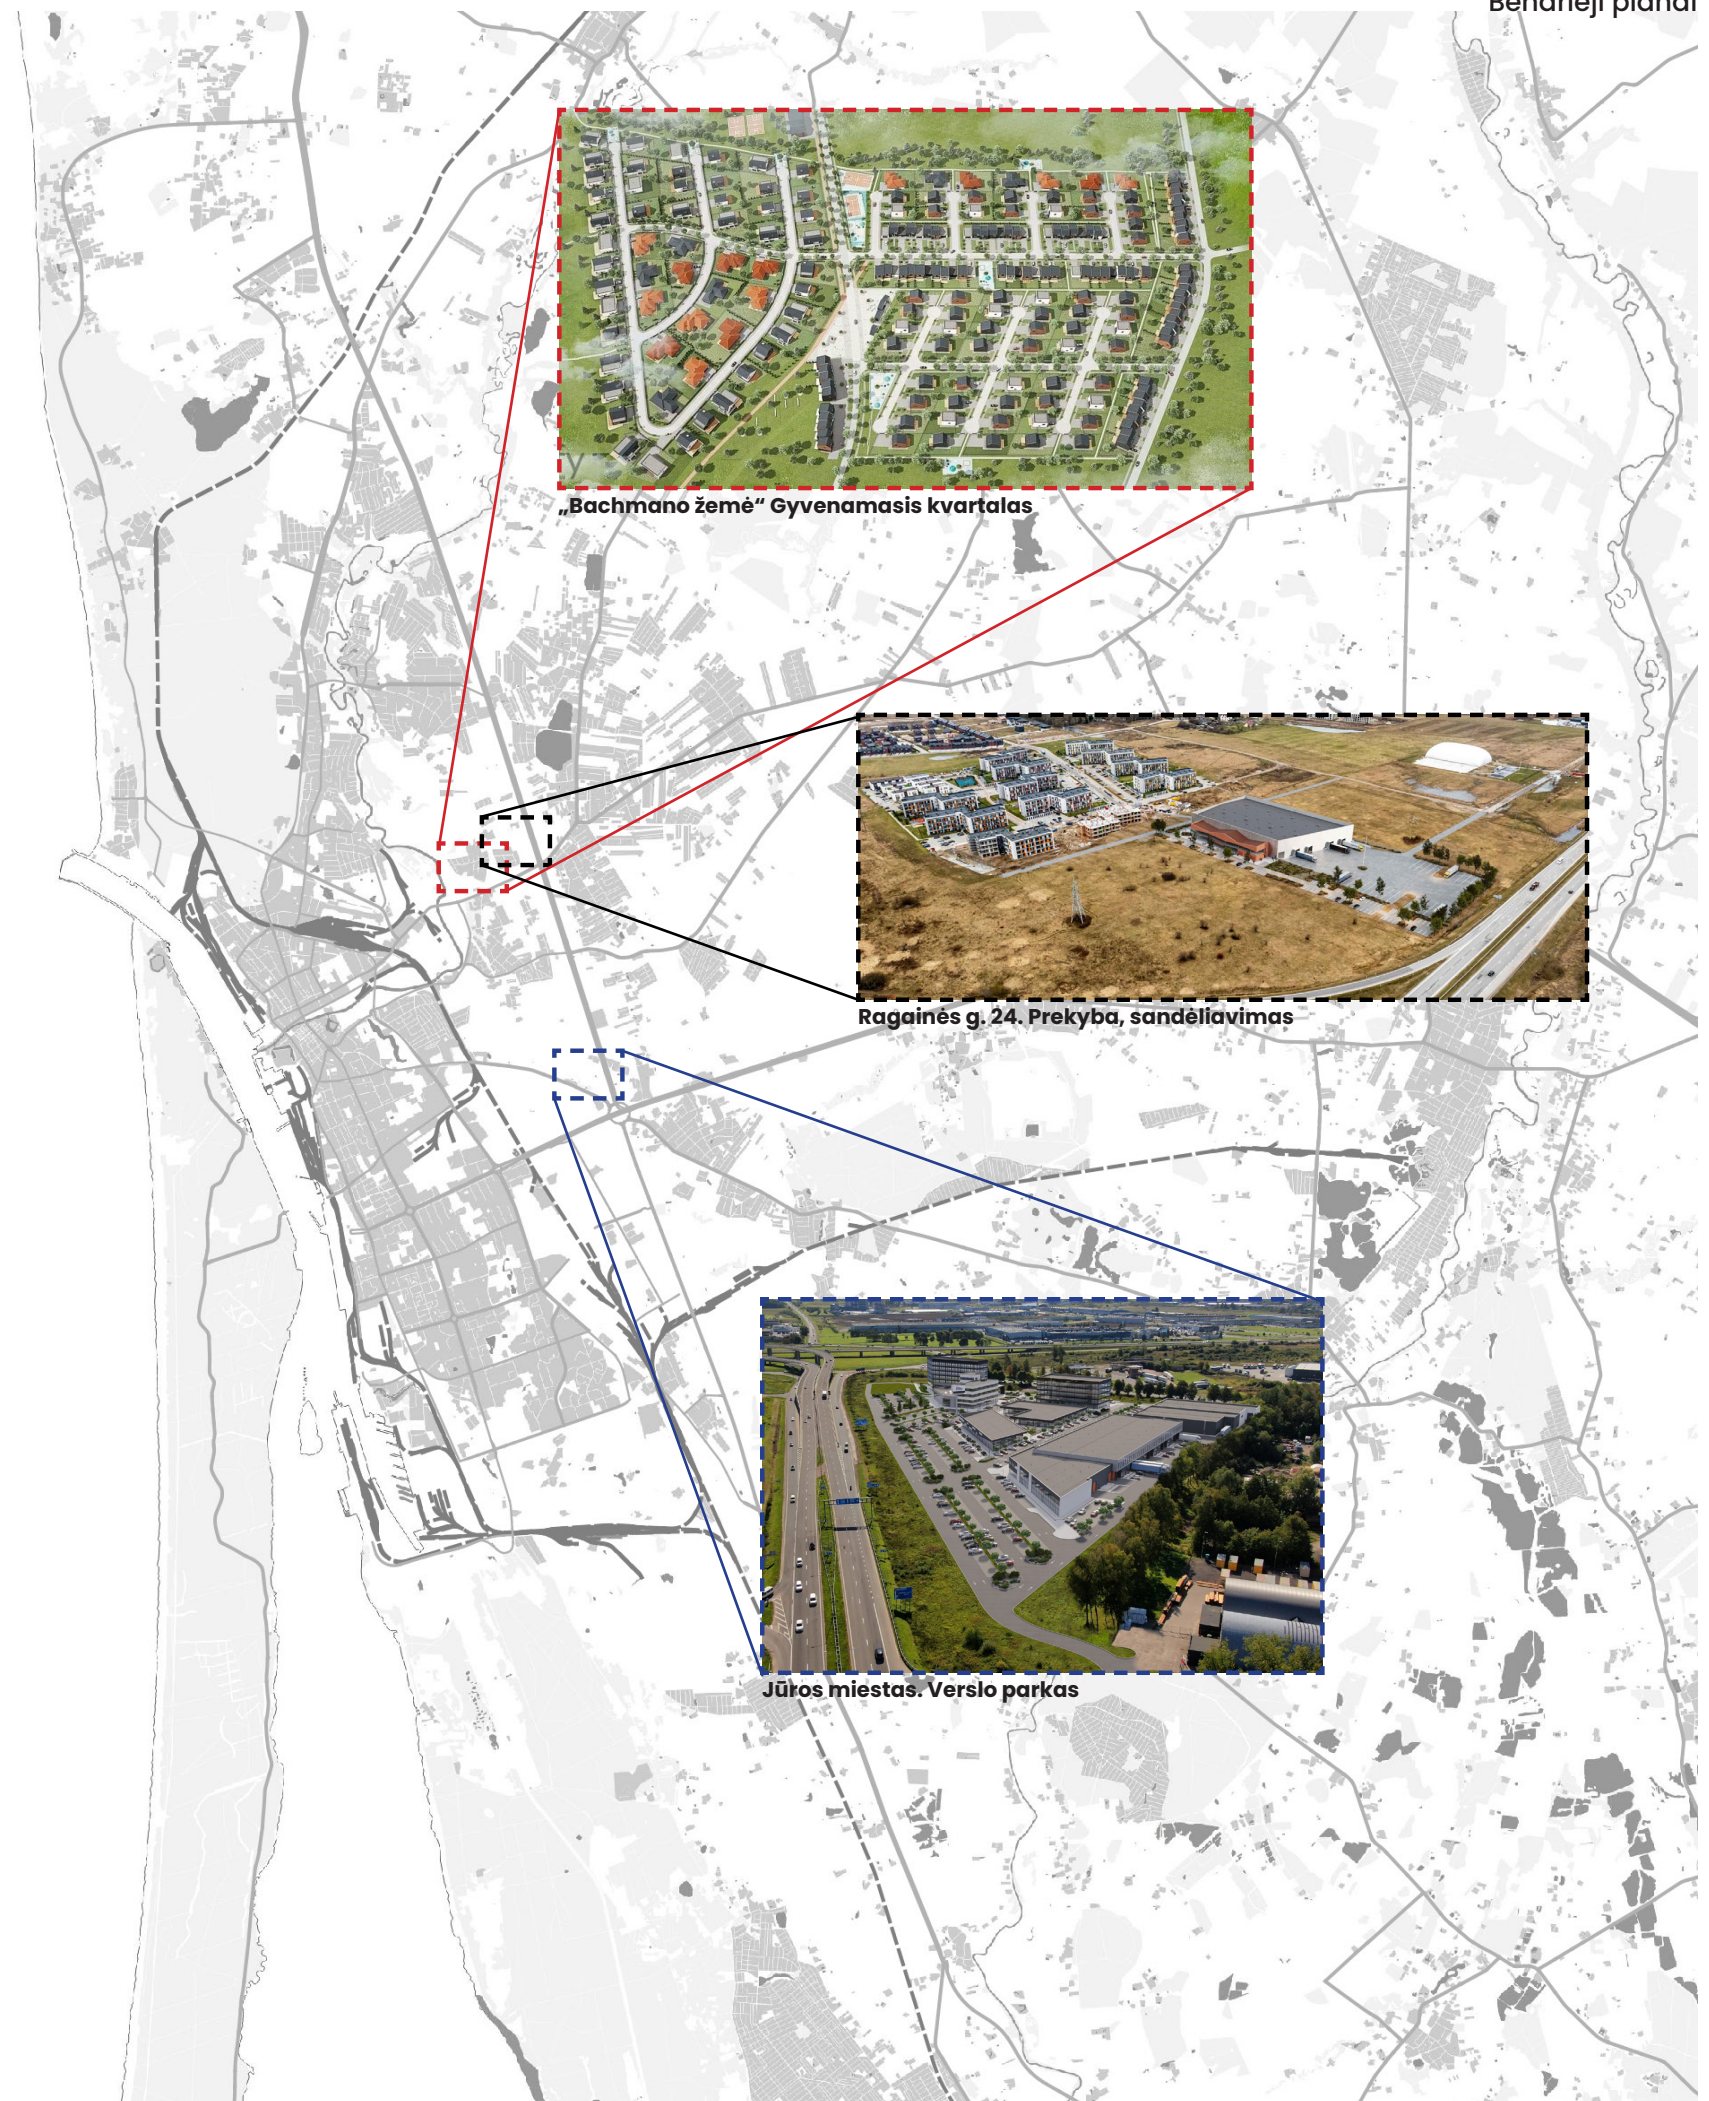 Bendrieji planai
„Bachmano žemė“ Gyvenamasis kvartalas
Ragainės g. 24. Prekyba, sandėliavimas
Jūros miestas. Verslo parkas